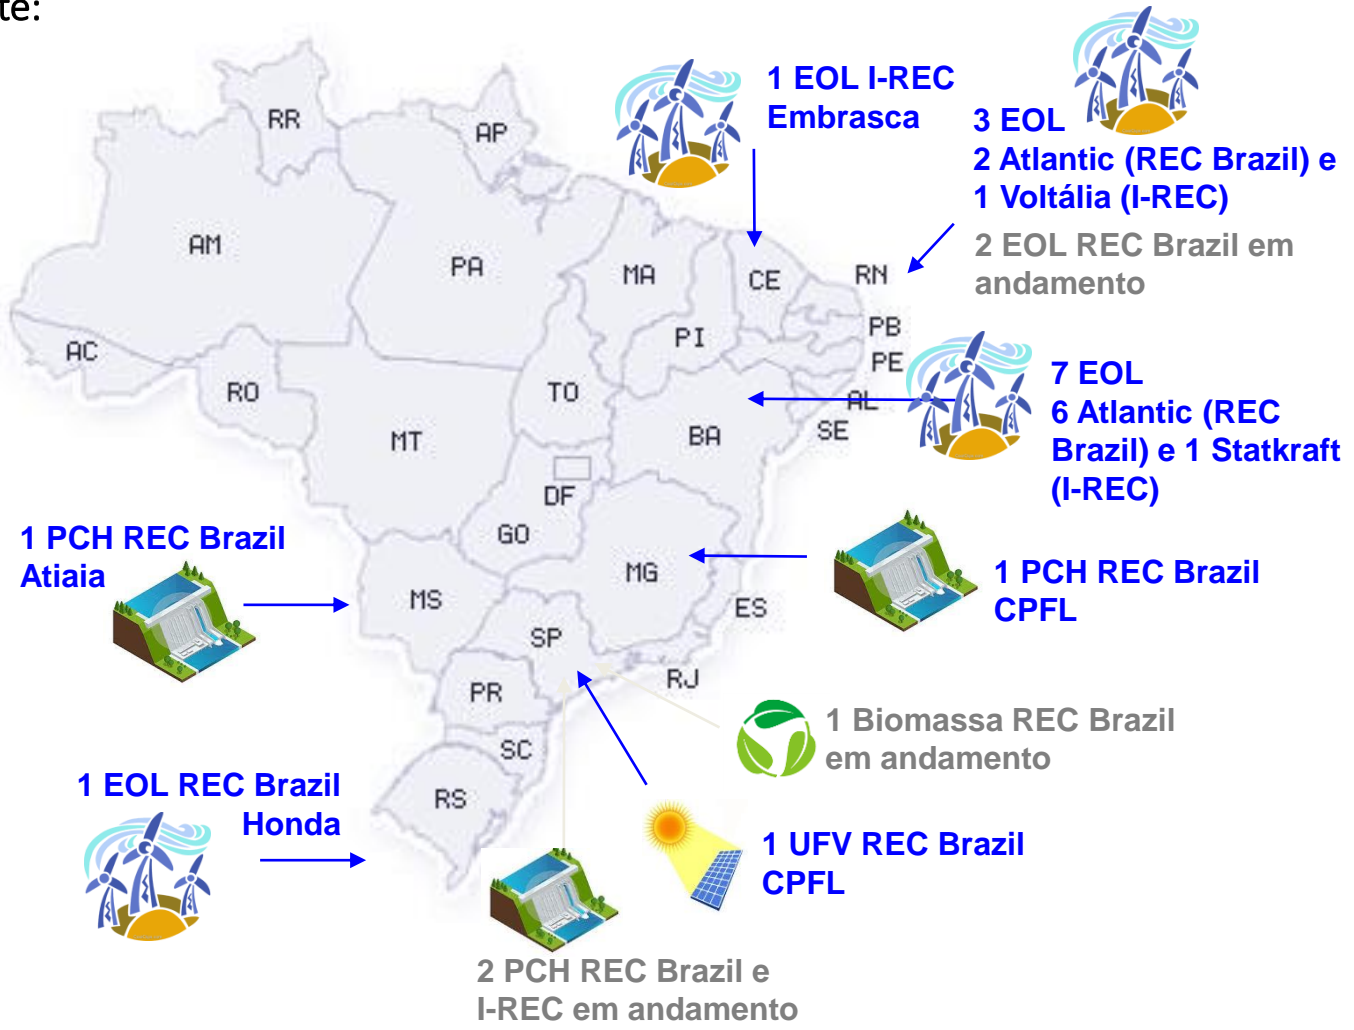 te:
1 EOL I-REC
Embrasca
3 EOL
2 Atlantic (REC Brazil) e
1 Voltália (I-REC)
2 EOL REC Brazil em
andamento
RR
AP
AM
PA
MA
CE
RN
PI
PB
PE
AC
RO
TO
AL
SE
BA
MT
7 EOL
6 Atlantic (REC
Brazil) e 1 Statkraft
(I-REC)
DF
GO
1 PCH REC Brazil
Atiaia
MG
1 PCH REC Brazil
CPFL
MS
ES
SP
RJ
PR
1 Biomassa REC Brazil
em andamento
SC
RS
1 EOL REC Brazil
Honda
1 UFV REC Brazil
CPFL
2 PCH REC Brazil e
I-REC em andamento